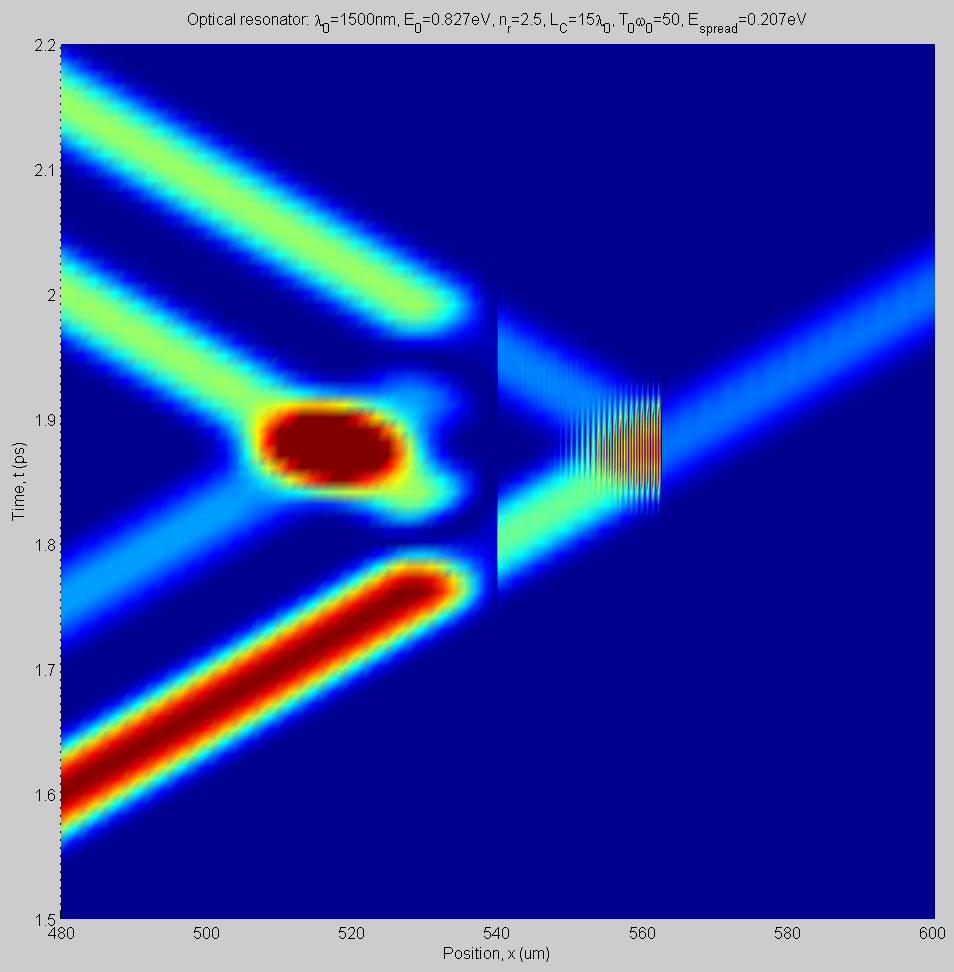 Optical resonator: λ0=1500nm, E0=0.827eV, nr=2.5, LC=15λ0, T0ω0=50, Espread=0.207eV
2.2
2.1
2
1.9
1.8
1.7
1.6
1.5
Time, t (ps)
480 500 520 540 560 580 600
Position, x (um)